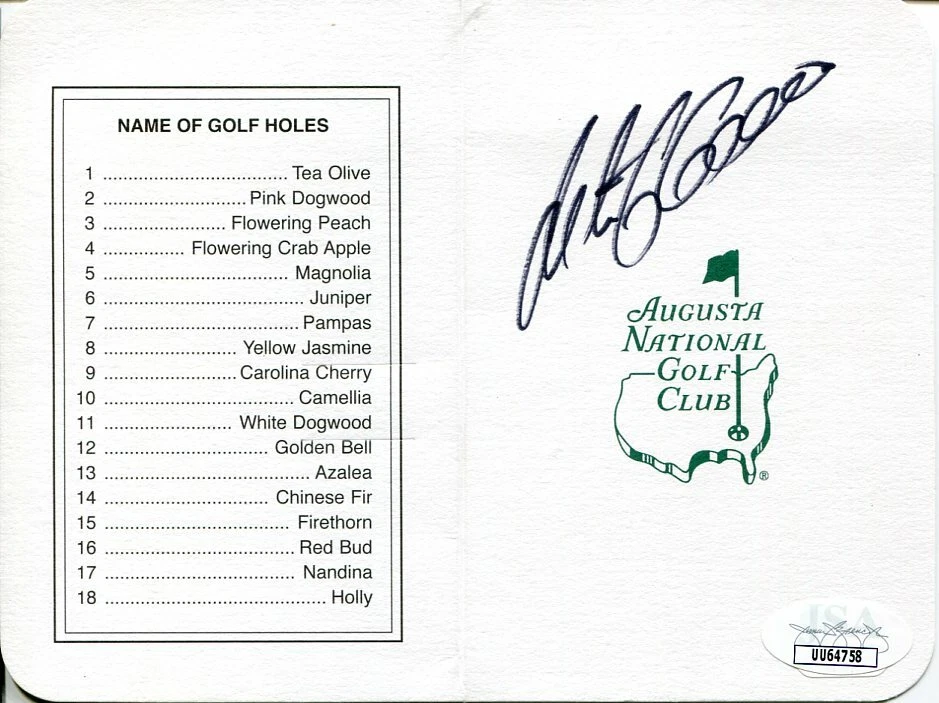 NAME OF GOLF HOLES
1 ................................... Tea Olive
2 ........................... Pink Dogwood
3 ....................... Flowering Peach
4 ............... Flowering Crab Apple
5 ................................... Magnolia
6 ...................................... Juniper
7 ..................................... Pampas
8 ......................... Yellow Jasmine
9 ......................... Carolina Cherry
10 .................................... Camellia
11 ........................ White Dogwood
12 ............................... Golden Bell
13 ....................................... Azalea
14 ............................... Chinese Fir
15 ................................... Firethorn
16 .................................... Red Bud
17 .................................... Nandina
18 .......................................... Holly
AUGUSTA
NATIONAL
GOLF
CLUB
®
JSA
UU64758